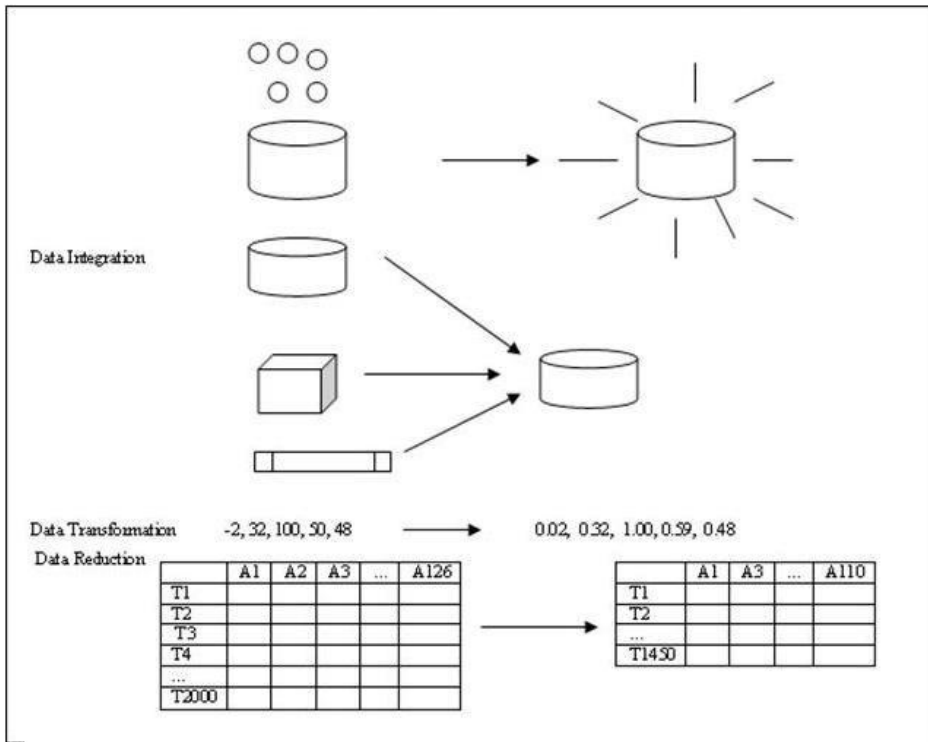 Data Integration
Data Transformation -2, 32, 100, 50, 48 0.02, 0.32, 1.00, 0.59, 0.48
Data Reduction
A1 A2 A3 ... A126
T1
T2
T3
T4
...
T2000
A1 A3 ... A110
T1
T2
...
T1450